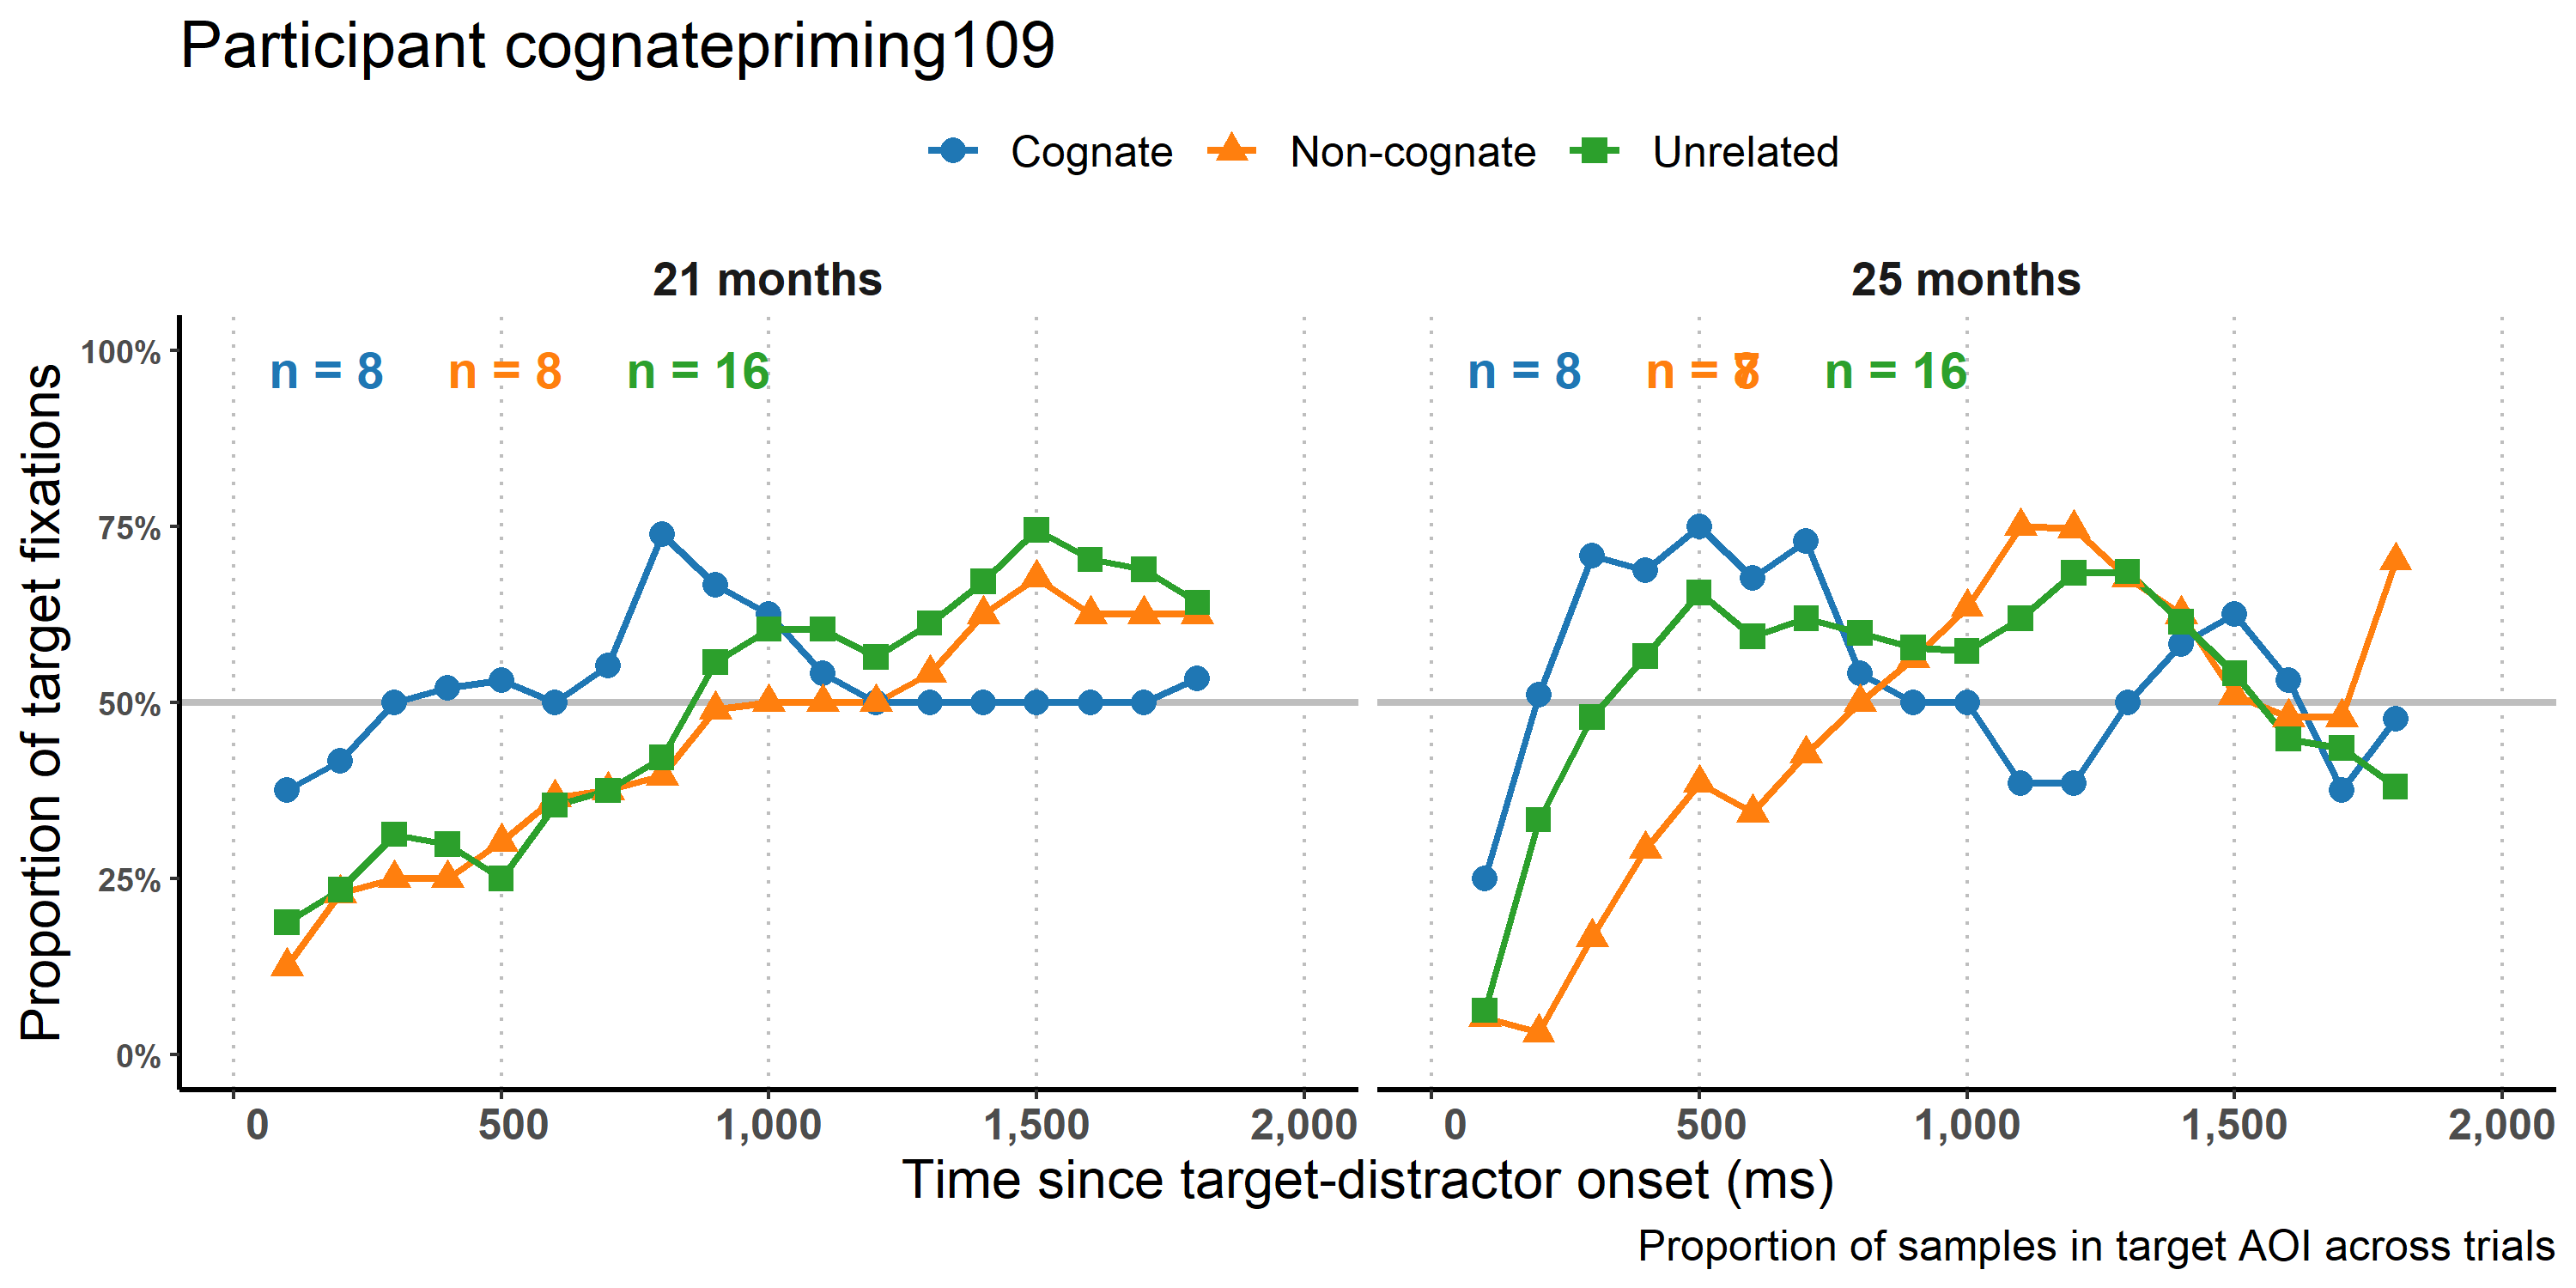 Participant cognatepriming109
Cognate Non-cognate Unrelated
21 months 25 months
n = 8 n = 8 n = 16 n = 8 n = n = 16
100%
75%
50%
25%
0%
Proportion of target fixations
0 500 1,000 1,500 2,000 0 500 1,000 1,500 2,000
Time since target-distractor onset (ms)
Proportion of samples in target AOI across trials